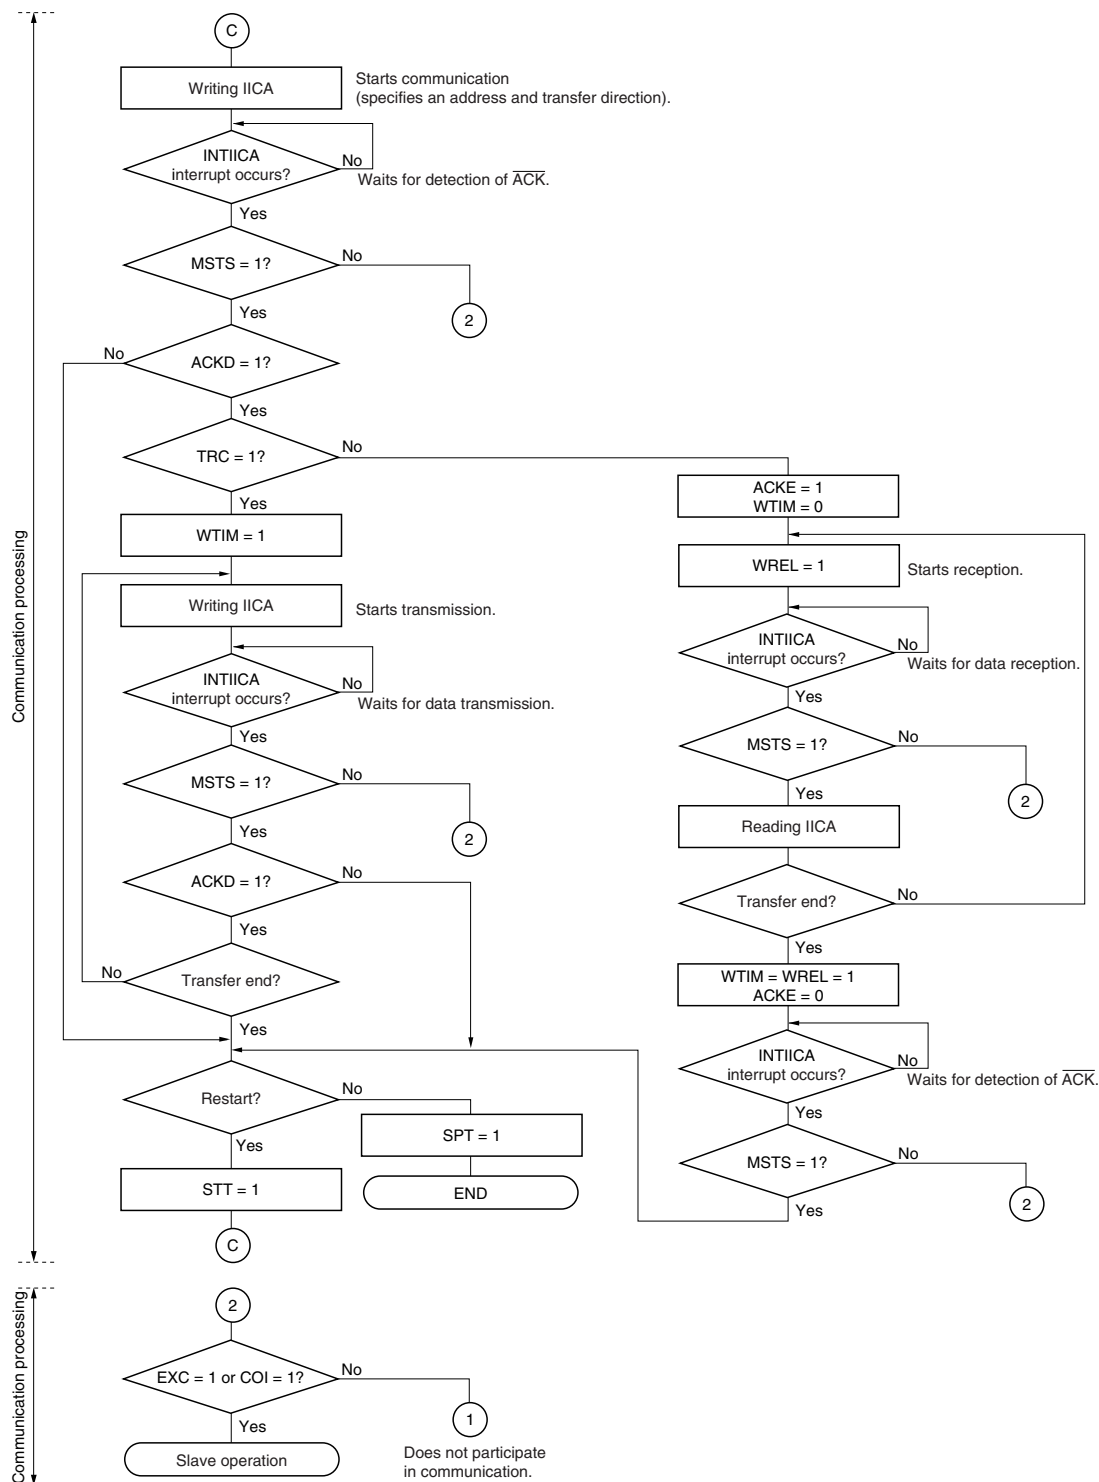 C
Writing IICA
Starts communication
(specifies an address and transfer direction).
INTIICA
interrupt occurs?
No
Waits for detection of ACK.
Yes
MSTS = 1?
No
2
Yes
No
ACKD = 1?
Yes
TRC = 1?
No
Yes
WTIM = 1
Writing IICA
Starts transmission.
INTIICA
interrupt occurs?
No
Waits for data transmission.
Yes
MSTS = 1?
No
2
Yes
ACKD = 1?
No
Yes
No
Transfer end?
Yes
Restart?
No
Yes
SPT = 1
END
STT = 1
C
ACKE = 1
WTIM = 0
WREL = 1
Starts reception.
INTIICA
interrupt occurs?
No
Waits for data reception.
Yes
MSTS = 1?
No
2
Yes
Reading IICA
Transfer end?
No
Yes
WTIM = WREL = 1
ACKE = 0
INTIICA
interrupt occurs?
No
Waits for detection of ACK.
Yes
MSTS = 1?
No
2
Yes
Communication processing
2
EXC = 1 or COI = 1?
No
1
Does not participate
in communication.
Yes
Slave operation
Communication processing